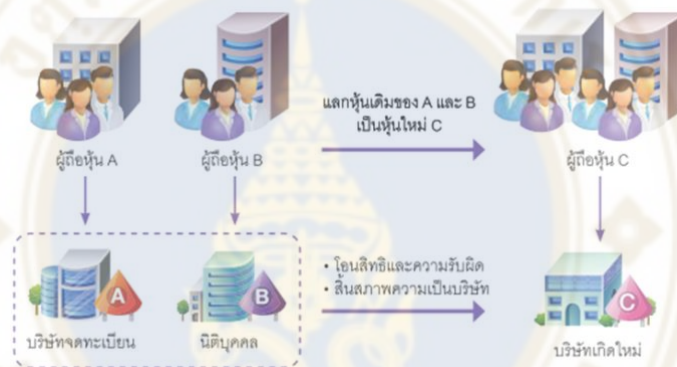 แลกหุ้นเดิมของ A และ B
เป็นหุ้นใหม่ C
ผู้ถือหุ้น A
ผู้ถือหุ้น B
ผู้ถือหุ้น C
• โอนสิทธิและความรับผิด
• สิ้นสภาพความเป็นบริษัท
A
B
C
บริษัทจดทะเบียน
นิติบุคคล
บริษัทเกิดใหม่